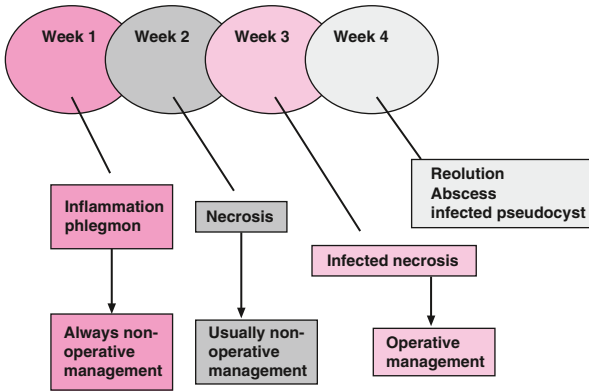 Week 1
Week 2
Week 3
Week 4
Reolution
Abscess
infected pseudocyst
Inflammation
phlegmon
Necrosis
Infected necrosis
Always non-
operative
management
Usually non-
operative
management
Operative
management